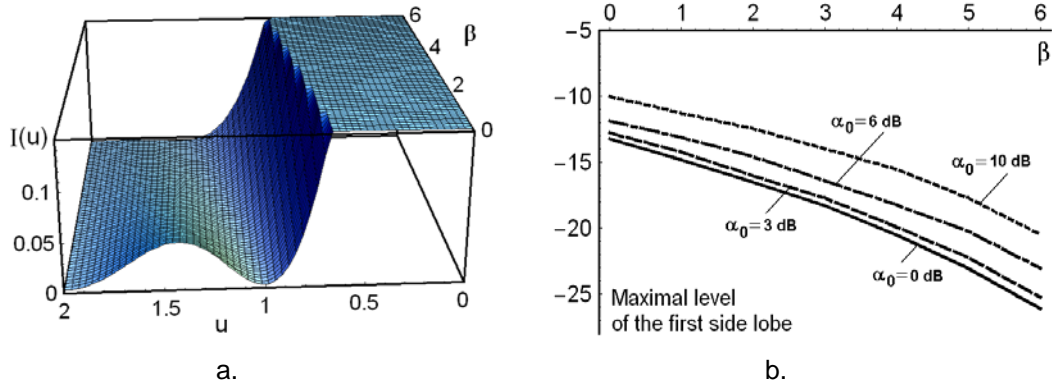 6
4
β
2
0
I(u)
0.1
0.05
0
2
1.5
1
0.5
0
u
a.
0 1 2 3 4 5 6
β
−5
−10
−15
−20
−25
α₀=6 dB
α₀=10 dB
α₀=3 dB
α₀=0 dB
Maximal level
of the first side lobe
b.